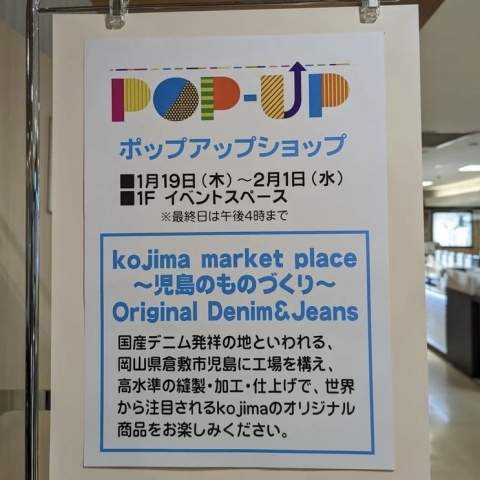 POP-UP
ポップアップショップ
■1月19日（木）～2月1日（水）
■1F イベントスペース
※最終日は午後4時まで
kojima market place
～児島のものづくり～
Original Denim&Jeans
国産デニム発祥の地といわれる、
岡山県倉敷市児島に工場を構え、
高水準の縫製・加工・仕上げで、世界
から注目されるkojimaのオリジナル
商品をお楽しみください。